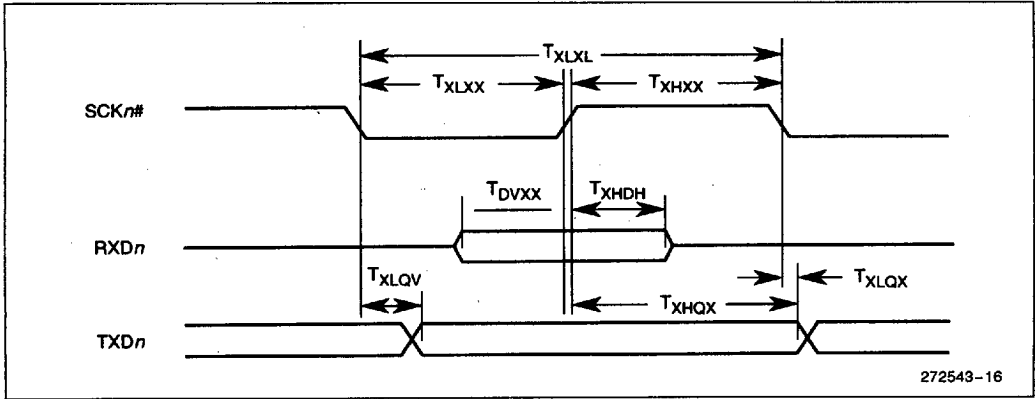 TXLXL
TXLXX
TXHXX
SCKn#
TDVXX
TXHDH
RXDn
TXLQV
TXLQX
TXHQX
TXDn
272543-16